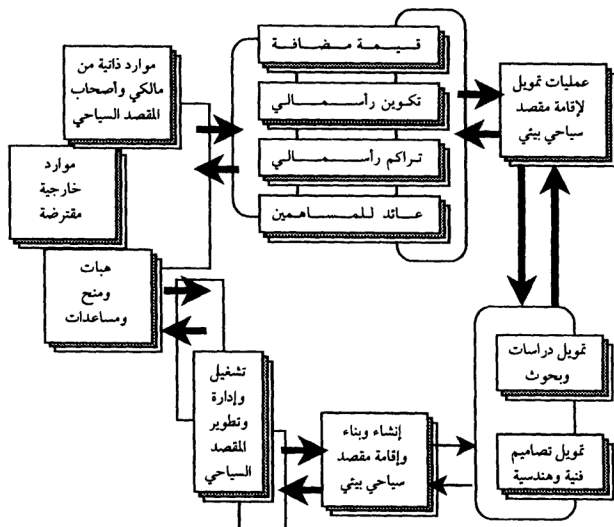 قيمة مضافة
تكوين رأسمالي
تراكم رأسمالي
عائد للمساهمين
عمليات تمويل
لإقامة مقصد
سياحي بيئي
موارد ذاتية من
مالكي وأصحاب
المقصد السياحي
موارد
خارجية
مقترضة
هبات
ومنح
ومساعدات
تشغيل
وإدارة
وتطوير
المقصد
السياحي
إنشاء وبناء
وإقامة مقصد
سياحي بيئي
تمويل دراسات
وبحوث
تمويل تصاميم
فنية وهندسية